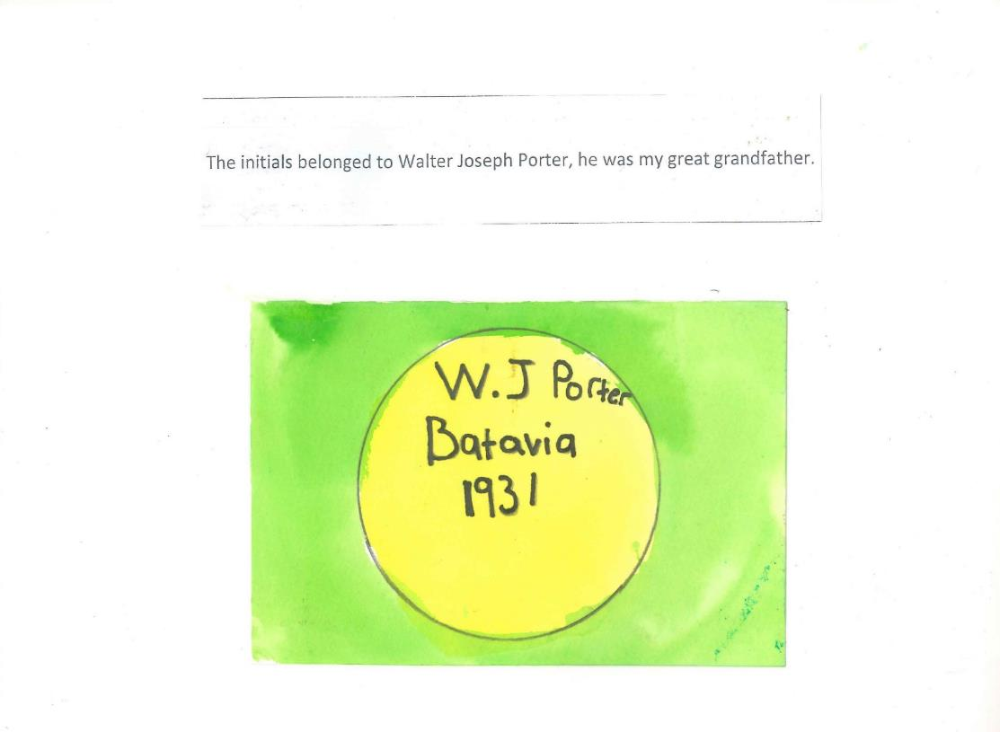 The initials belonged to Walter Joseph Porter, he was my great grandfather.
W.J Porter
Batavia
1931